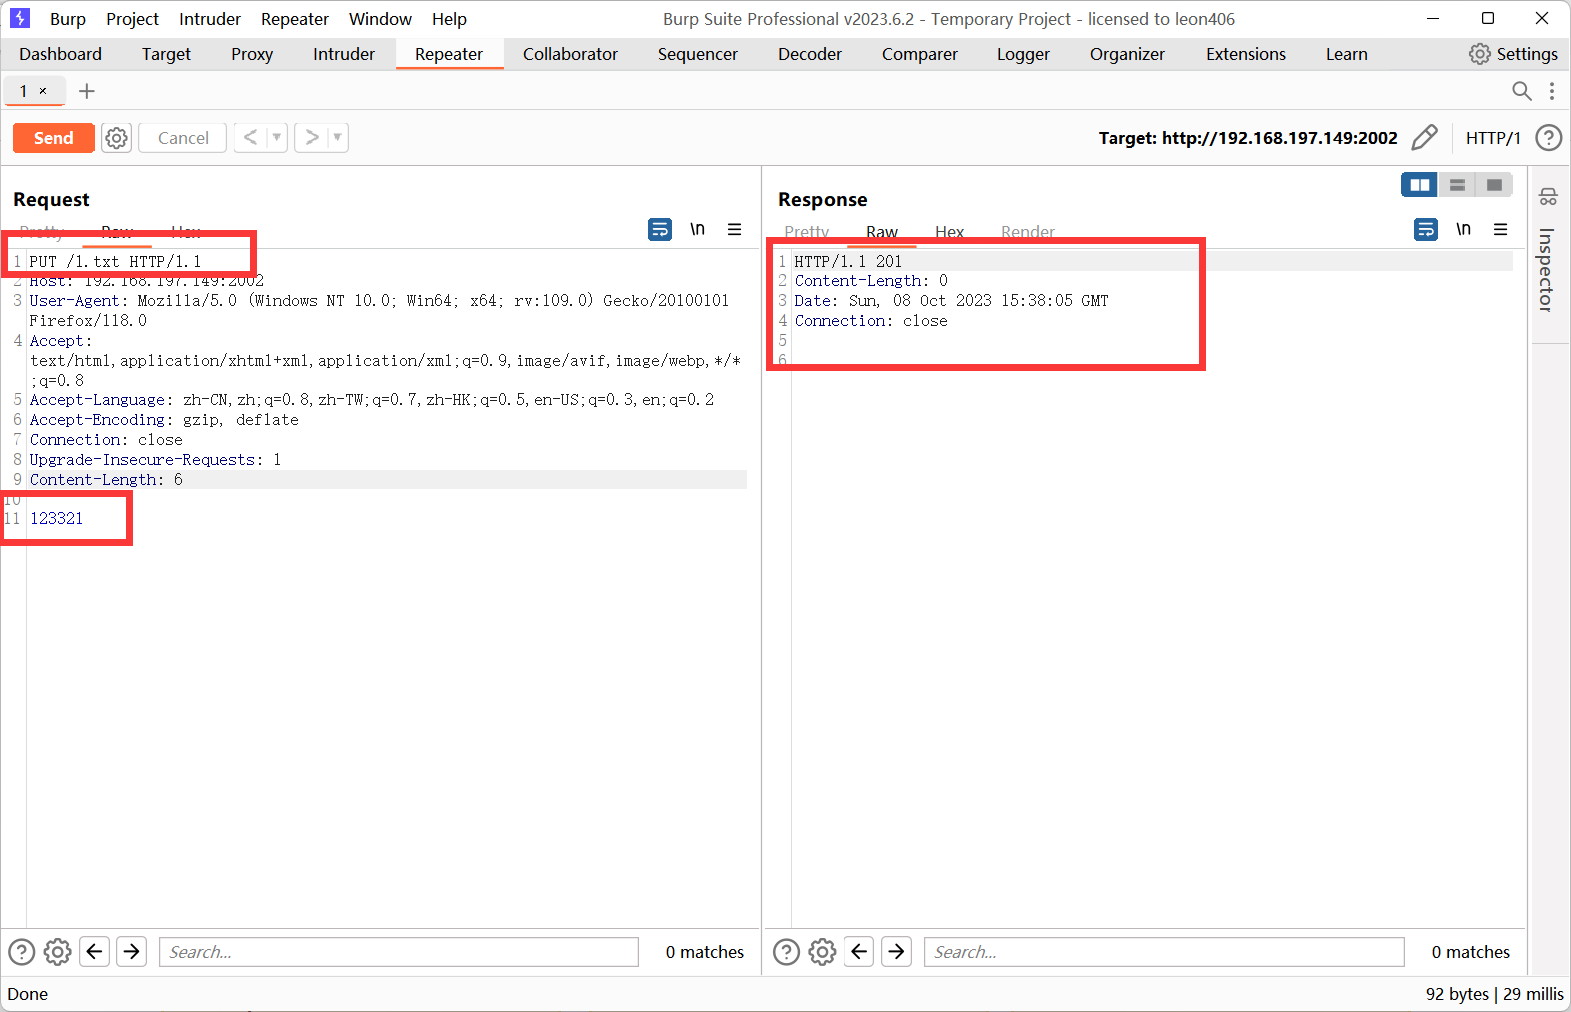 Burp Project Intruder Repeater Window Help Burp Suite Professional v2023.6.2 - Temporary Project - licensed to leon406
Dashboard Target Proxy Intruder Repeater Collaborator Sequencer Decoder Comparer Logger Organizer Extensions Learn Settings
1 ×
Send Cancel Target: http://192.168.197.149:2002 HTTP/1
Request
Pretty Raw Hex \n
1 PUT /1.txt HTTP/1.1
2 Host: 192.168.197.149:2002
3 User-Agent: Mozilla/5.0 (Windows NT 10.0; Win64; x64; rv:109.0) Gecko/20100101
Firefox/118.0
4 Accept:
text/html,application/xhtml+xml,application/xml;q=0.9,image/avif,image/webp,*/*
;q=0.8
5 Accept-Language: zh-CN,zh;q=0.8,zh-TW;q=0.7,zh-HK;q=0.5,en-US;q=0.3,en;q=0.2
6 Accept-Encoding: gzip, deflate
7 Connection: close
8 Upgrade-Insecure-Requests: 1
9 Content-Length: 6
10
11 123321
Search... 0 matches
Response
Pretty Raw Hex Render \n
1 HTTP/1.1 201
2 Content-Length: 0
3 Date: Sun, 08 Oct 2023 15:38:05 GMT
4 Connection: close
5
6
Search... 0 matches
Inspector
Done 92 bytes | 29 millis